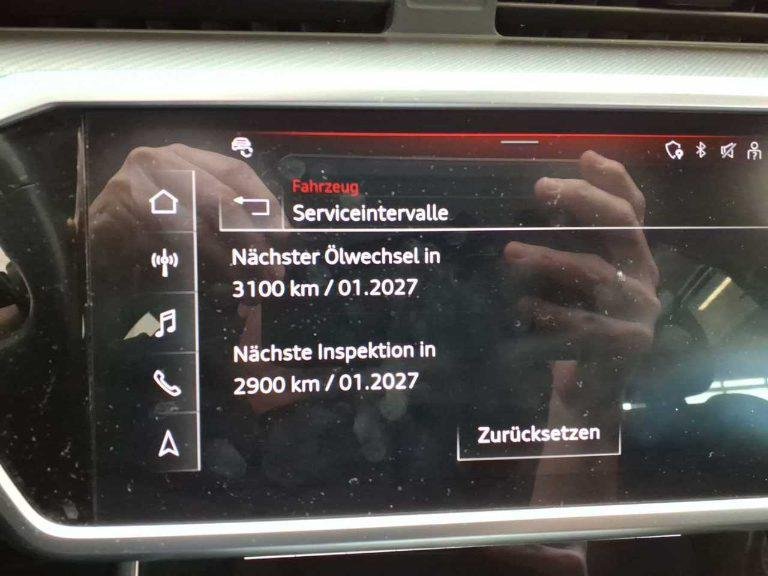 Fahrzeug
Serviceintervalle
Nächster Ölwechsel in
3100 km / 01.2027
Nächste Inspektion in
2900 km / 01.2027
Zurücksetzen